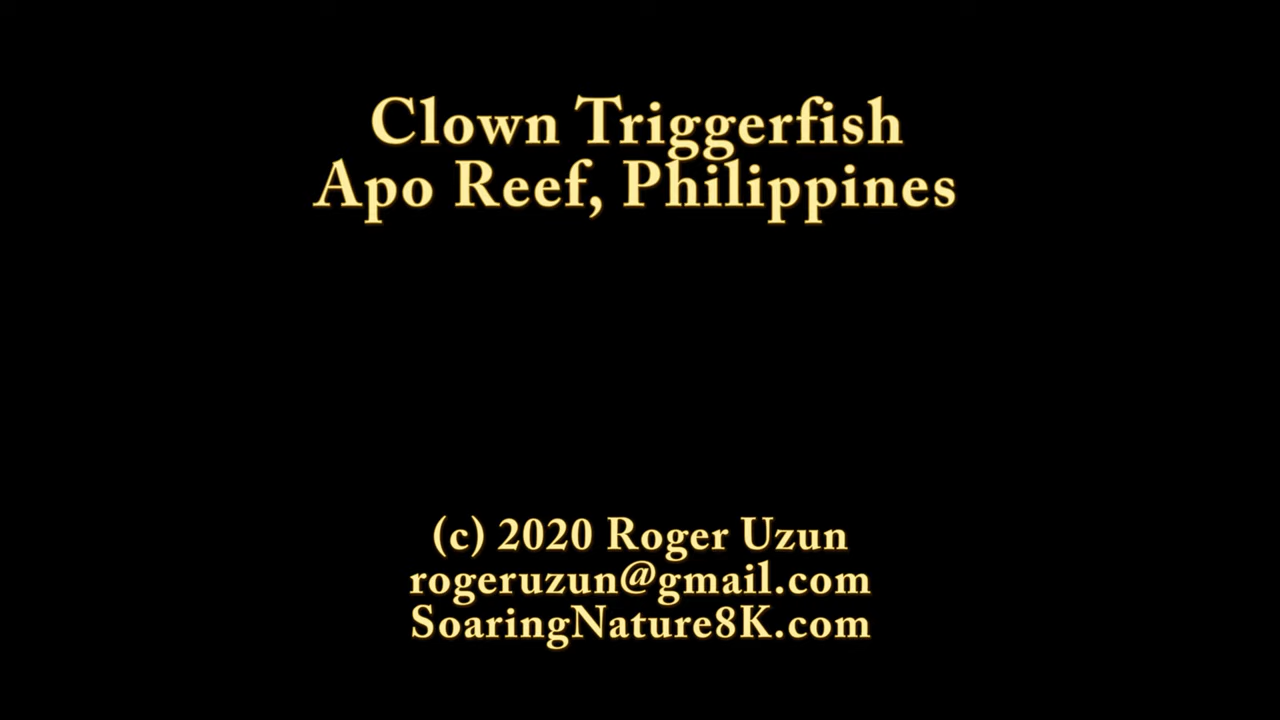 Clown Triggerfish
Apo Reef, Philippines
(c) 2020 Roger Uzun
rogeruzun@gmail.com
SoaringNature8K.com